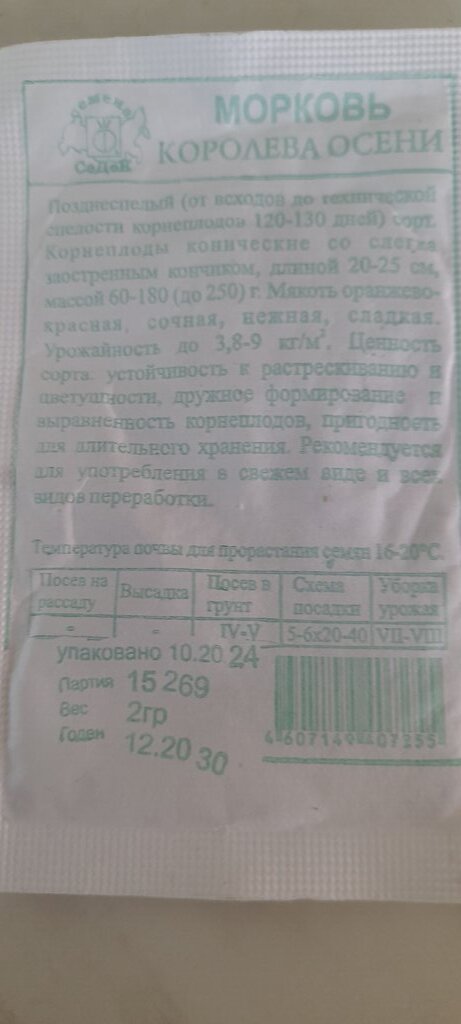 Семена
СеДеК
МОРКОВЬ
КОРОЛЕВА ОСЕНИ
Позднеспелый (от всходов до технической
спелости корнеплодов 120-130 дней) сорт.
Корнеплоды конические со слегка
заостренным кончиком, длиной 20-25 см,
массой 60-180 (до 250) г. Мякоть оранжево-
красная, сочная, нежная, сладкая.
Урожайность до 3,8-9 кг/м². Ценность
сорта: устойчивость к растрескиванию и
цветушности, дружное формирование и
выравненность корнеплодов, пригодность
для длительного хранения. Рекомендуется
для употребления в свежем виде и всех
видов переработки.
Температура почвы для прорастания семян 16-20°С.
Посев на рассаду Высадка Посев в грунт Схема посадки Уборка урожая
- - IV-V 5-6х20-40 VII-VIII
упаковано 10.20 24
Партия 15 269
Вес 2гр
Годен 12.20 30